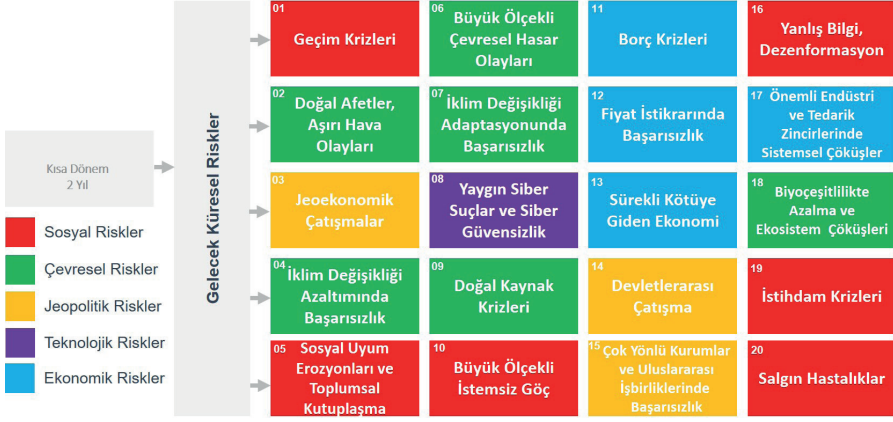 Kısa Dönem
2 Yıl
Sosyal Riskler
Çevresel Riskler
Jeopolitik Riskler
Teknolojik Riskler
Ekonomik Riskler
Gelecek Küresel Riskler
01
Geçim Krizleri
02
Doğal Afetler,
Aşırı Hava
Olayları
03
Jeoekonomik
Çatışmalar
04
İklim Değişikliği
Azaltımında
Başarısızlık
05
Sosyal Uyum
Erozyonları ve
Toplumsal
Kutuplaşma
06
Büyük Ölçekli
Çevresel Hasar
Olayları
07
İklim Değişikliği
Adaptasyonunda
Başarısızlık
08
Yaygın Siber
Suçlar ve Siber
Güvensizlik
09
Doğal Kaynak
Krizleri
10
Büyük Ölçekli
İstemsiz Göç
11
Borç Krizleri
12
Fiyat İstikrarında
Başarısızlık
13
Sürekli Kötüye
Giden Ekonomi
14
Devletlerarası
Çatışma
15
Çok Yönlü Kurumlar
ve Uluslararası
İşbirliklerinde
Başarısızlık
16
Yanlış Bilgi,
Dezenformasyon
17
Önemli Endüstri
ve Tedarik
Zincirlerinde
Sistemsel Çöküşler
18
Biyoçeşitlilikte
Azalma ve
Ekosistem Çöküşleri
19
İstihdam Krizleri
20
Salgın Hastalıklar